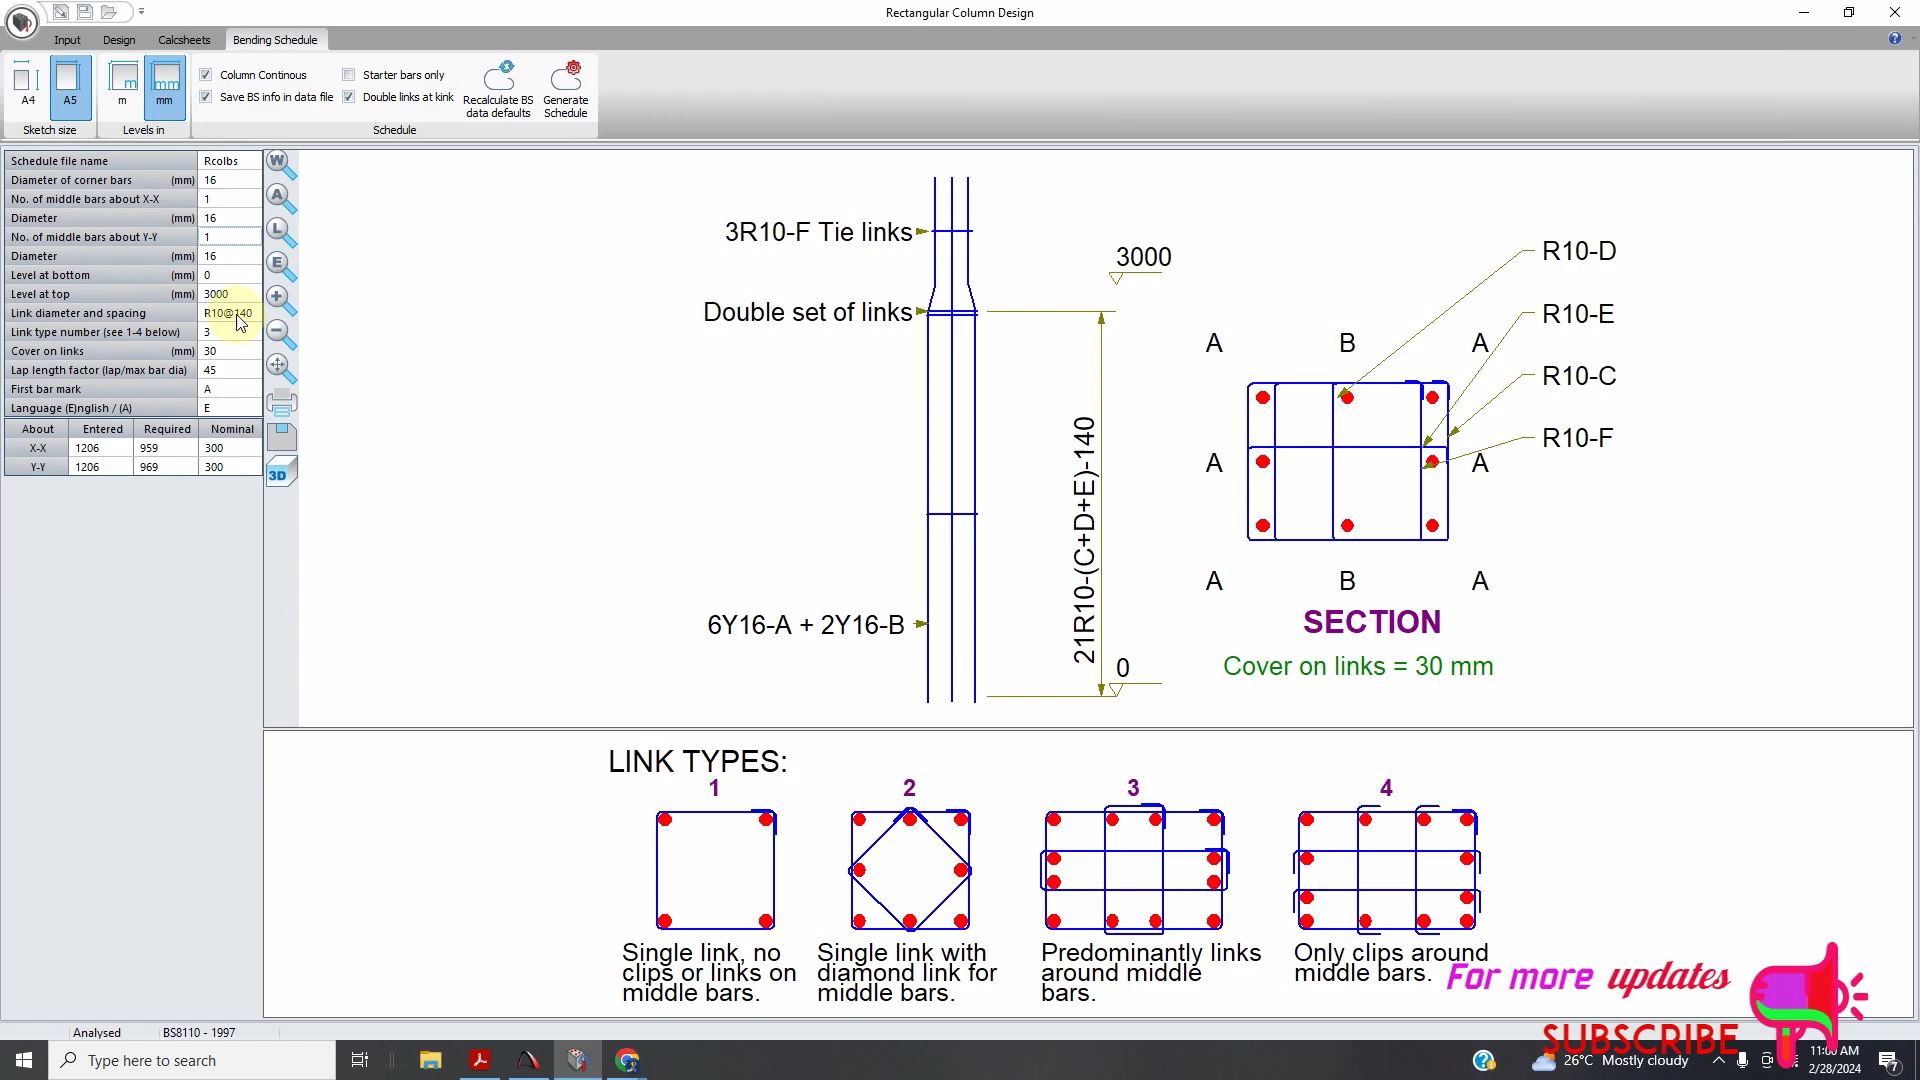 Rectangular Column Design
Input Design Calcsheets Bending Schedule
A4 A5 m mm
Column Continous Starter bars only
Save BS info in data file Double links at kink
Recalculate BS
data defaults
Generate
Schedule
Sketch size Levels in Schedule
Schedule file name Rcolbs
Diameter of corner bars (mm) 16
No. of middle bars about X-X 1
Diameter (mm) 16
No. of middle bars about Y-Y 1
Diameter (mm) 16
Level at bottom (mm) 0
Level at top (mm) 3000
Link diameter and spacing R10@140
Link type number (see 1-4 below) 3
Cover on links (mm) 30
Lap length factor (lap/max bar dia) 45
First bar mark A
Language (E)nglish / (A) E
About Entered Required Nominal
X-X 1206 959 300
Y-Y 1206 969 300
W
A
L
E
3D
3R10-F Tie links
Double set of links
6Y16-A + 2Y16-B
21R10-(C+D+E)-140
3000
0
R10-D
R10-E
R10-C
R10-F
A B A
A A
A B A
SECTION
Cover on links = 30 mm
LINK TYPES:
1 2 3 4
Single link, no
clips or links on
middle bars.
Single link with
diamond link for
middle bars.
Predominantly links
around middle
bars.
Only clips around
middle bars.
For more updates
SUBSCRIBE
Analysed BS8110 - 1997
Type here to search
26°C Mostly cloudy
11:00 AM
2/28/2024
7